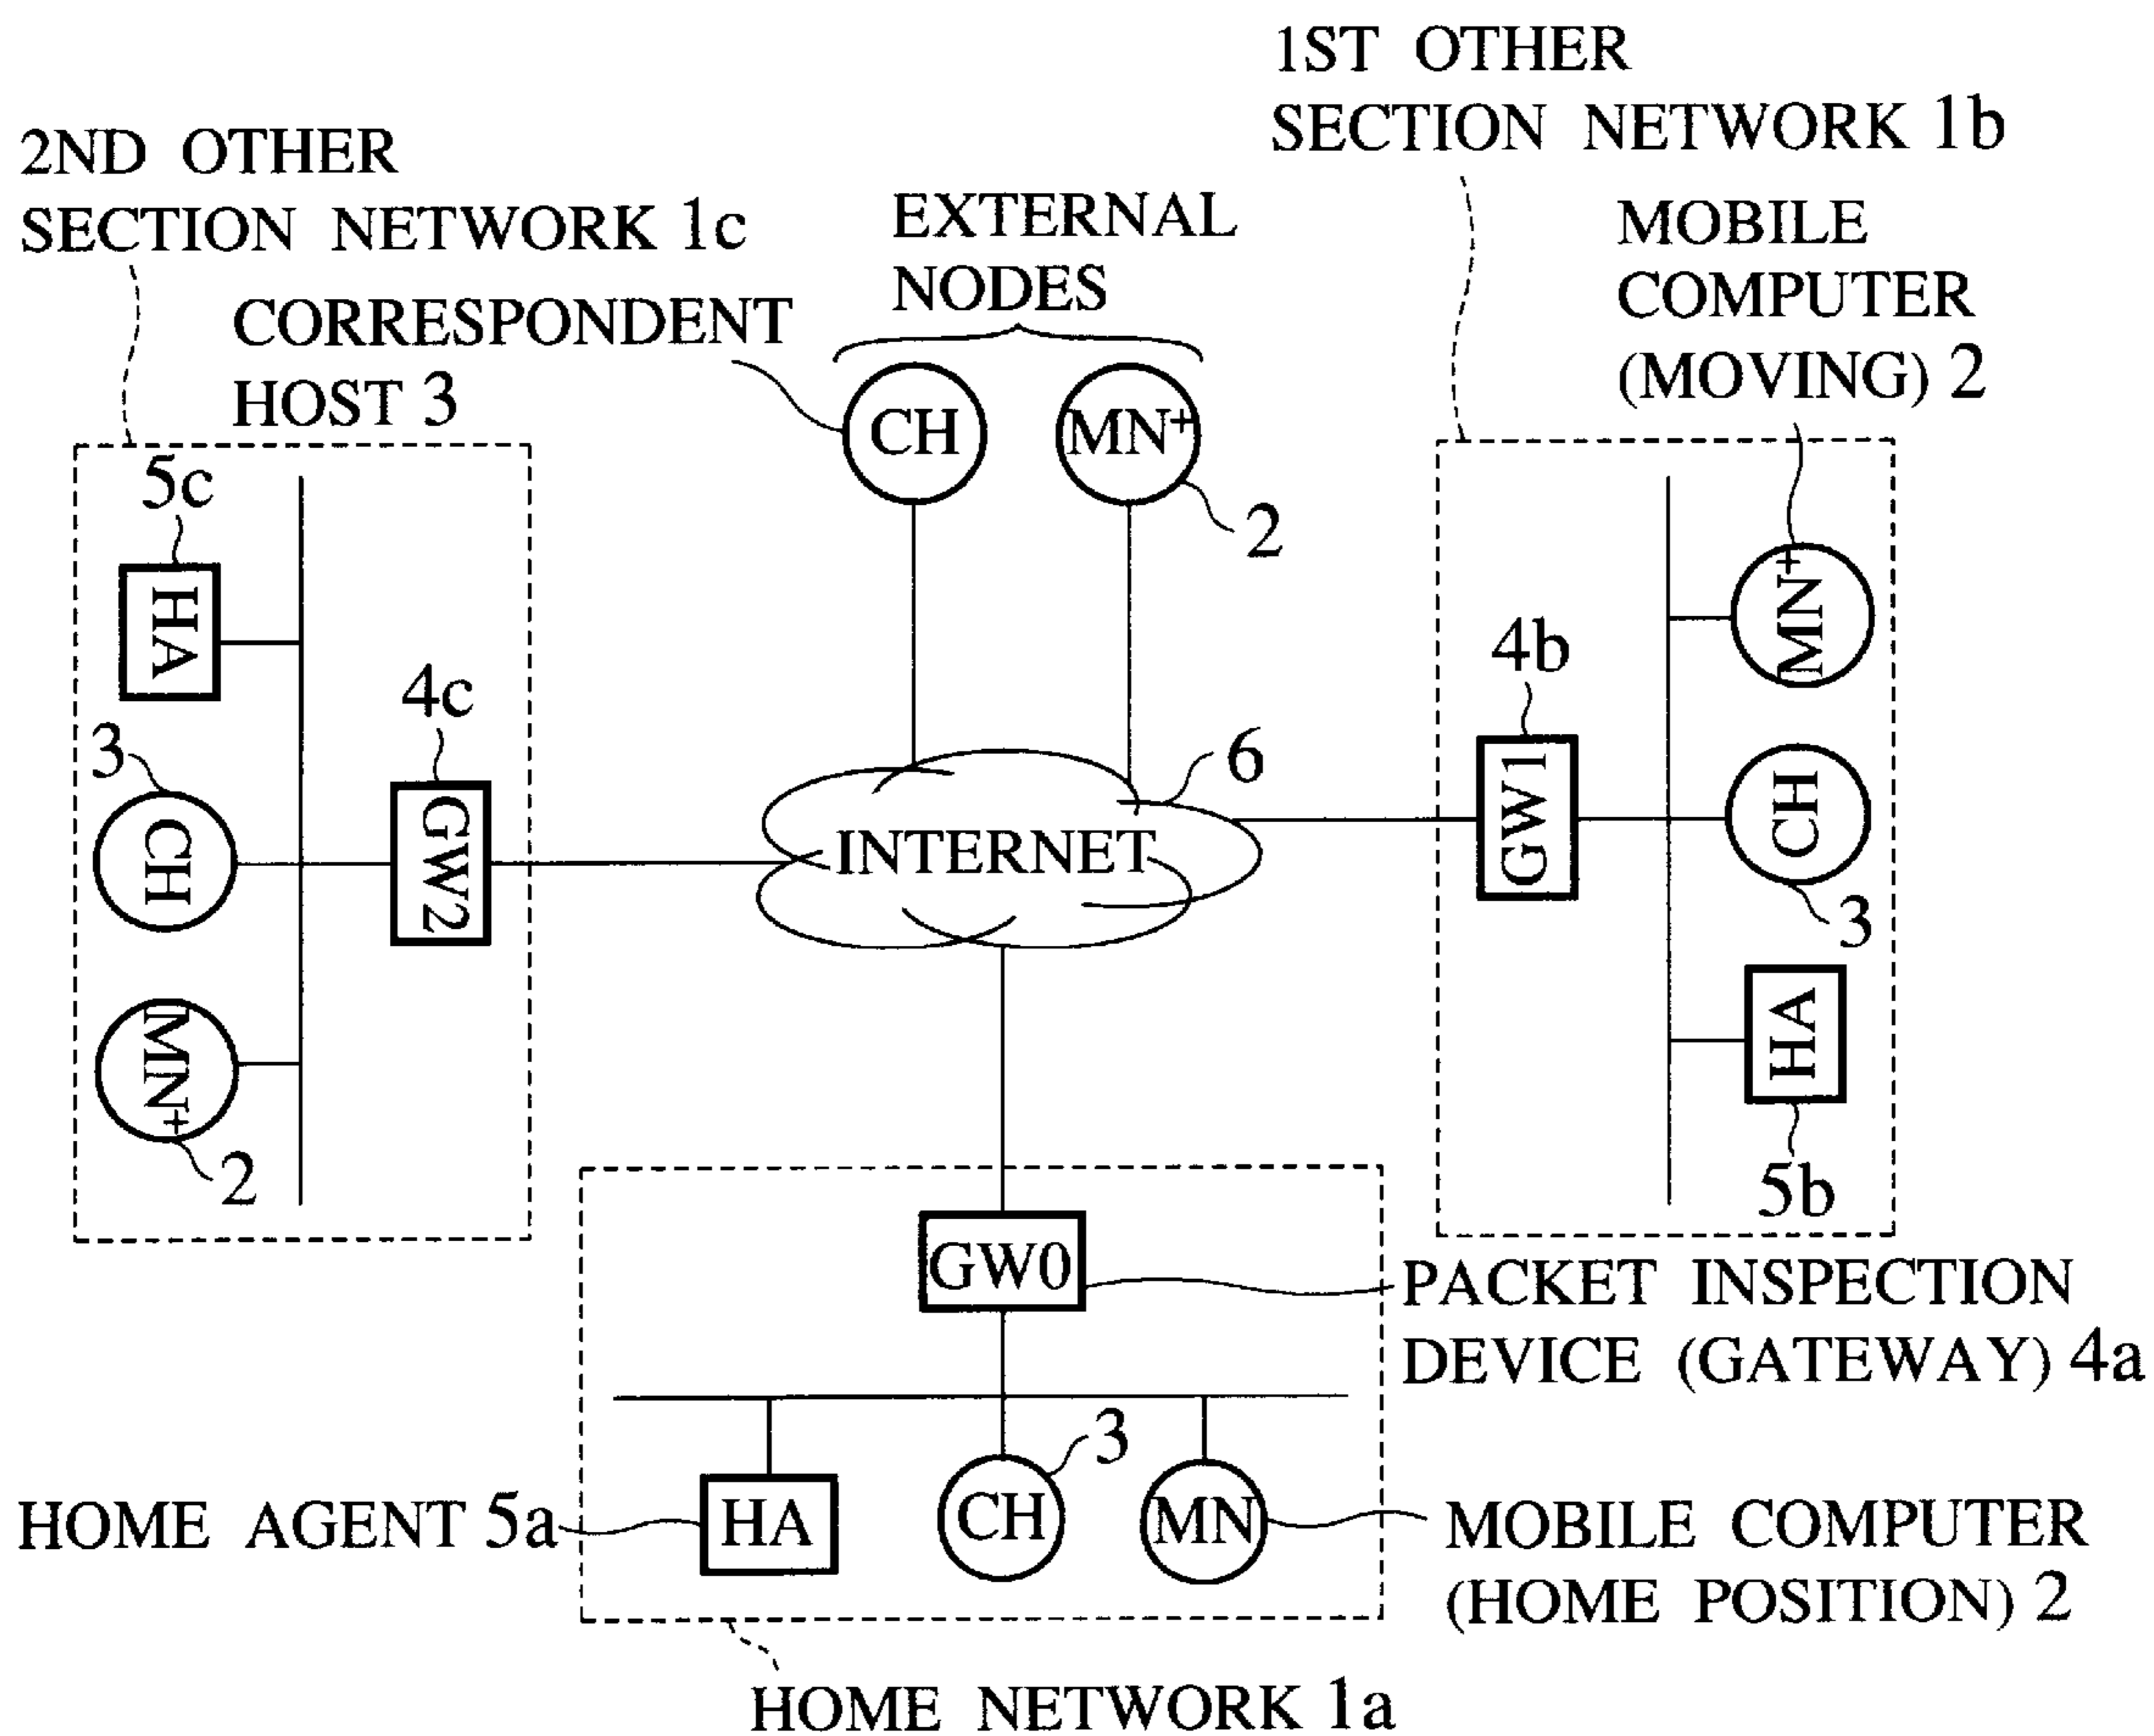 1ST OTHER
SECTION NETWORK 1b
2ND OTHER
SECTION NETWORK 1c
EXTERNAL
NODES
MOBILE
COMPUTER
(MOVING) 2
CORRESPONDENT
HOST 3
CH
MN+
2
5c
HA
3
CH
4c
GW2
MN+
2
6
INTERNET
4b
GW1
MN+
CH
3
HA
5b
GW0
PACKET INSPECTION
DEVICE (GATEWAY) 4a
3
HOME AGENT 5a
HA
CH
MN
MOBILE COMPUTER
(HOME POSITION) 2
HOME NETWORK 1a